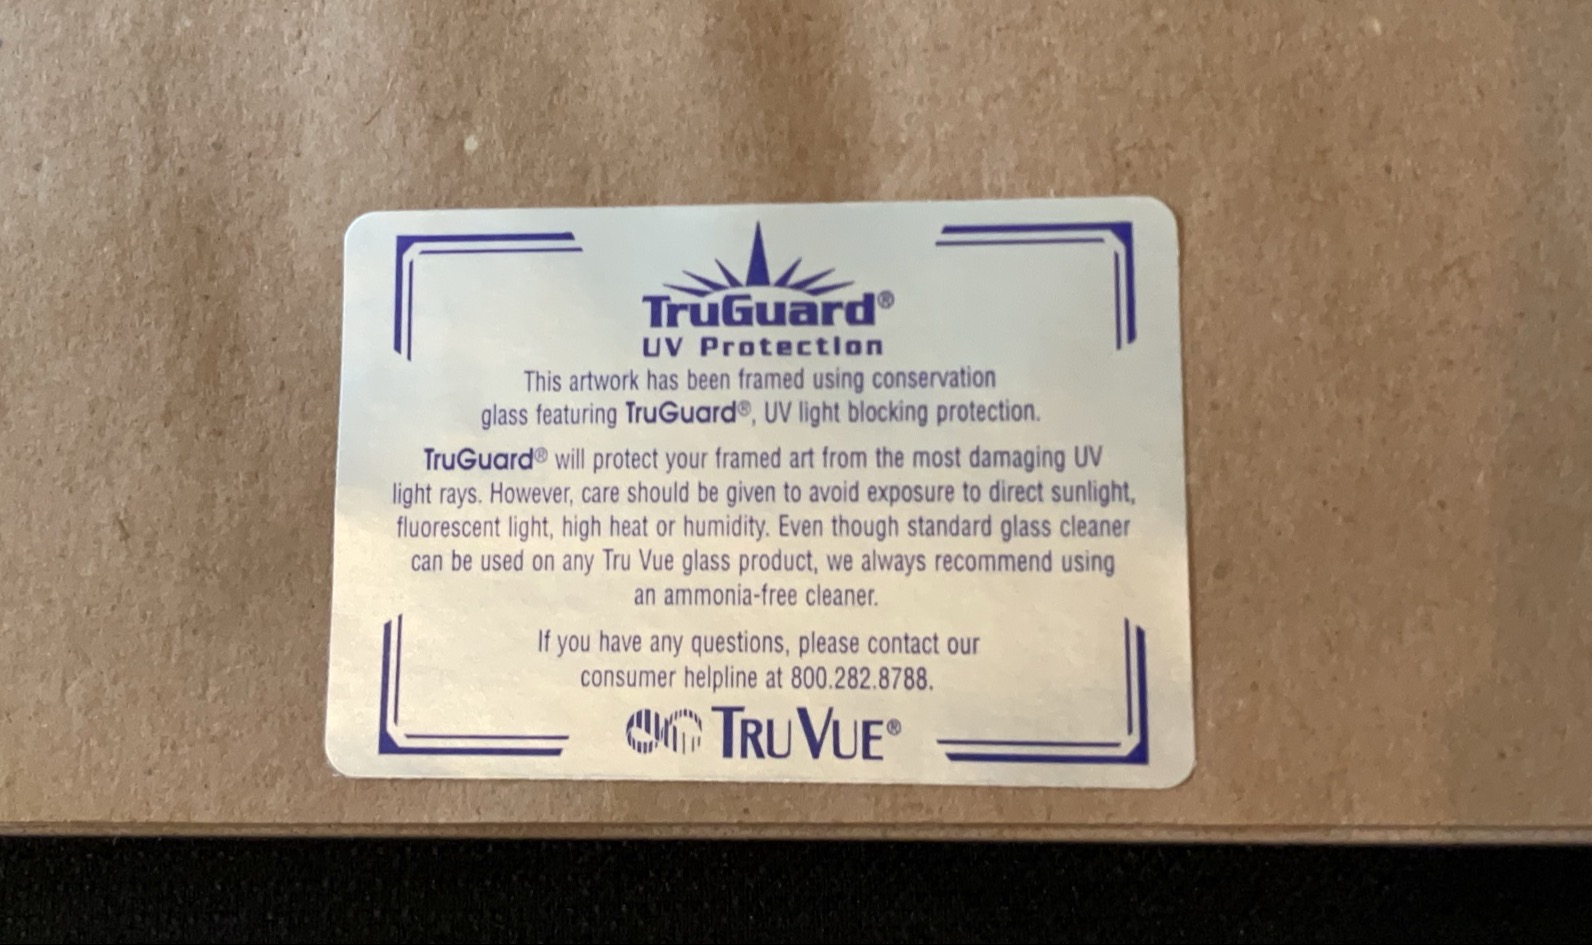 TruGuard®
UV Protection
This artwork has been framed using conservation
glass featuring TruGuard®, UV light blocking protection.
TruGuard® will protect your framed art from the most damaging UV
light rays. However, care should be given to avoid exposure to direct sunlight,
fluorescent light, high heat or humidity. Even though standard glass cleaner
can be used on any Tru Vue glass product, we always recommend using
an ammonia-free cleaner.
If you have any questions, please contact our
consumer helpline at 800.282.8788.
TRU VUE®